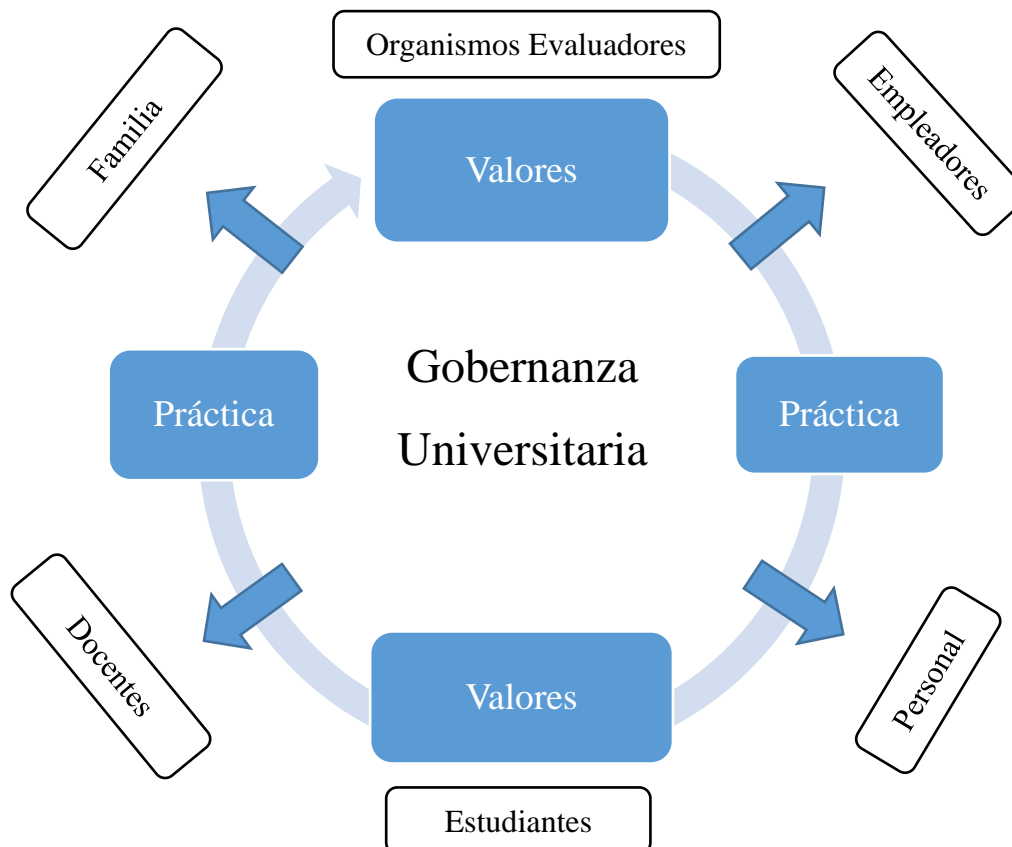 Organismos Evaluadores
Familia
Empleadores
Valores
Gobernanza
Universitaria
Práctica
Práctica
Docentes
Personal
Valores
Estudiantes